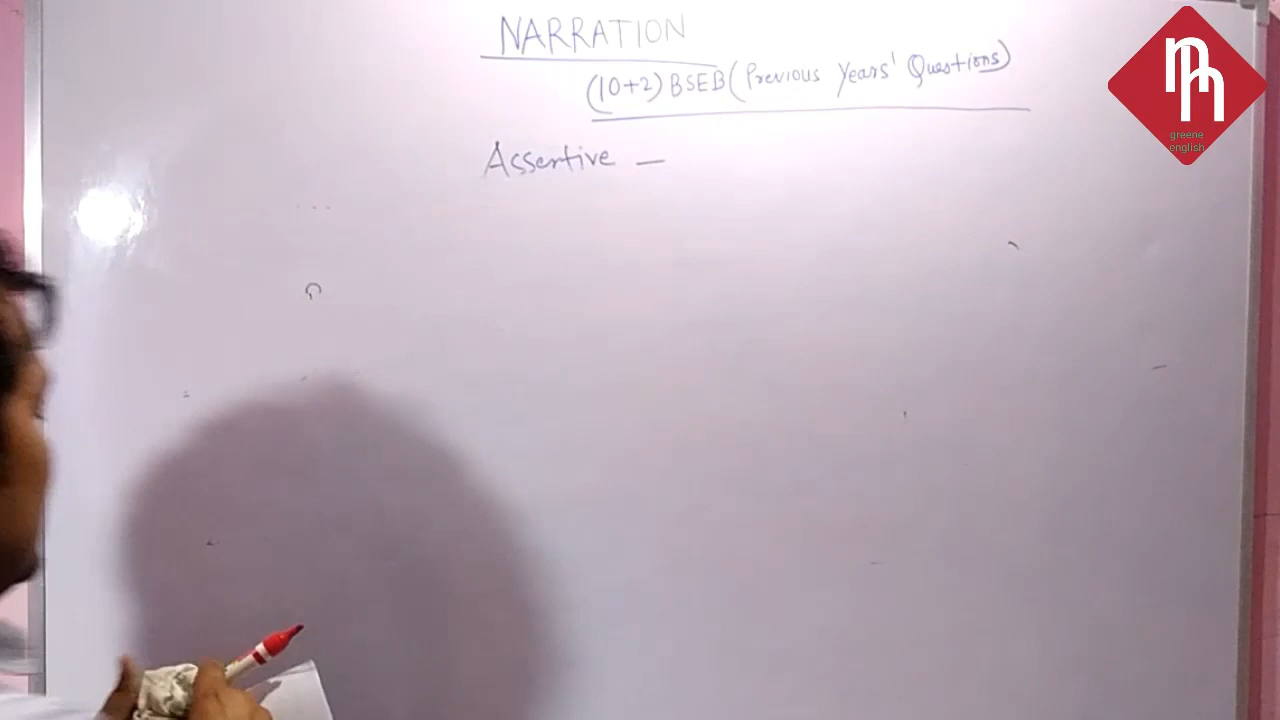 NARRATION
(10+2) BSEB (Previous Years' Questions)
Assertive —
greene
english